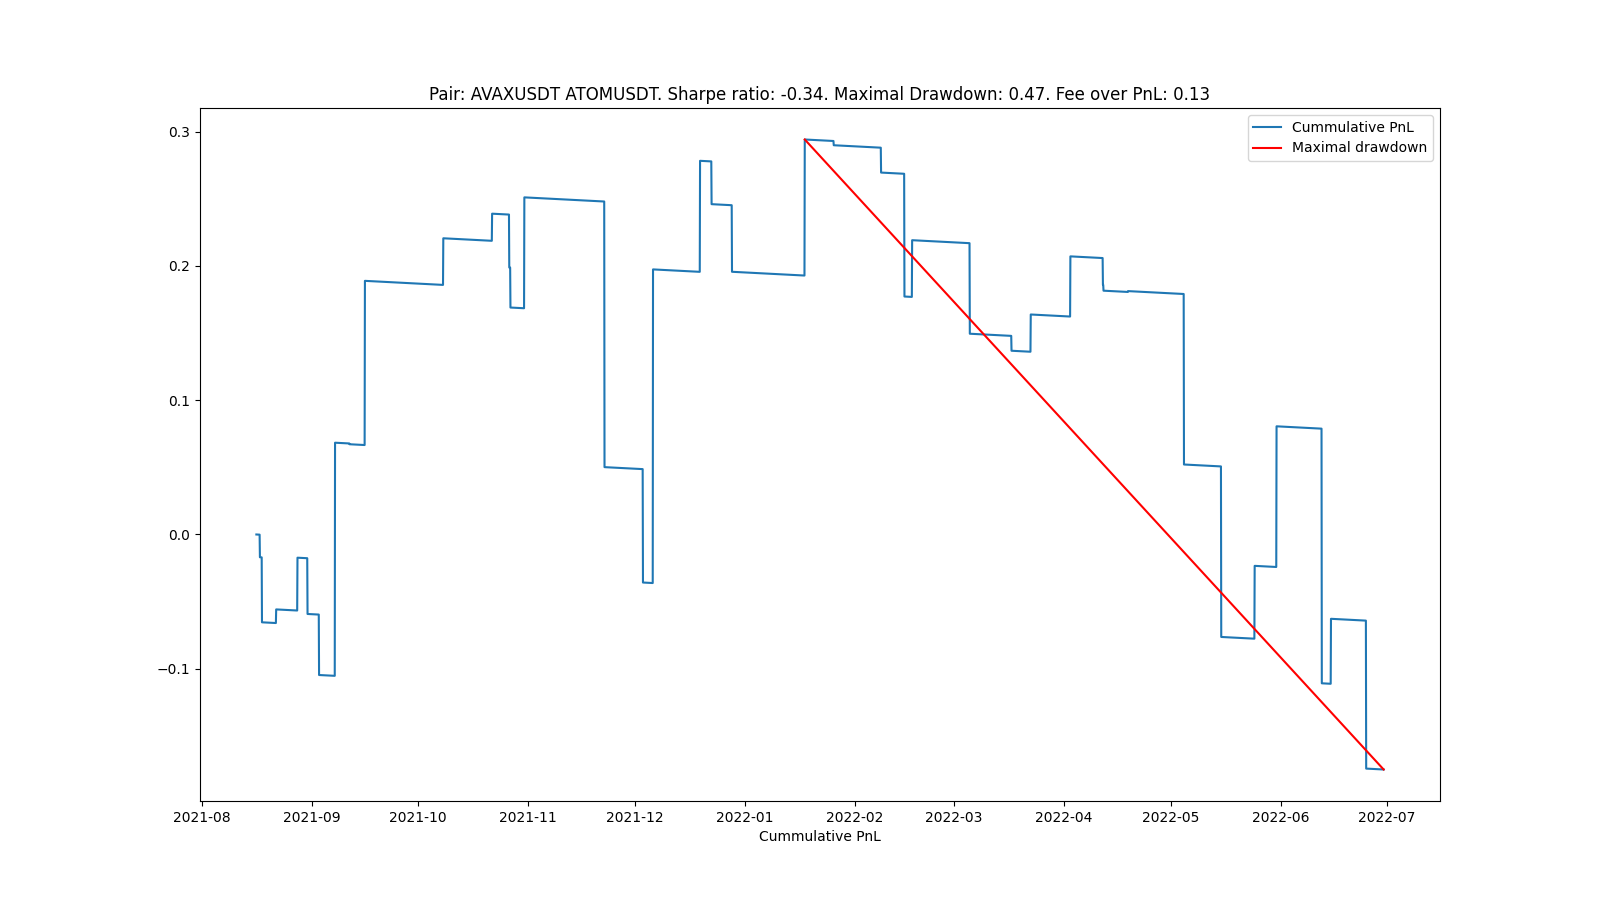 Pair: AVAXUSDT ATOMUSDT. Sharpe ratio: -0.34. Maximal Drawdown: 0.47. Fee over PnL: 0.13
Cummulative PnL
Maximal drawdown
0.3
0.2
0.1
0.0
−0.1
2021-08 2021-09 2021-10 2021-11 2021-12 2022-01 2022-02 2022-03 2022-04 2022-05 2022-06 2022-07
Cummulative PnL